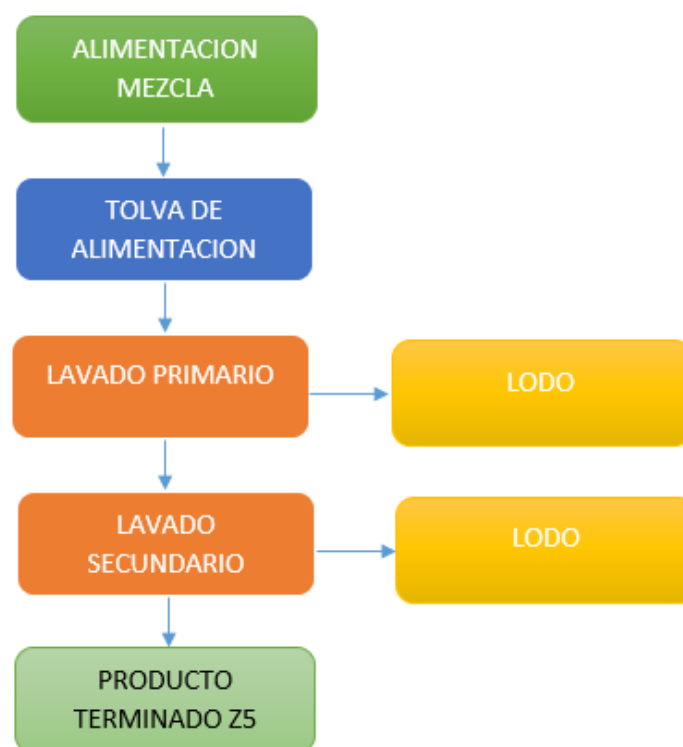 ALIMENTACION
MEZCLA
TOLVA DE
ALIMENTACION
LAVADO PRIMARIO
LODO
LAVADO
SECUNDARIO
LODO
PRODUCTO
TERMINADO Z5